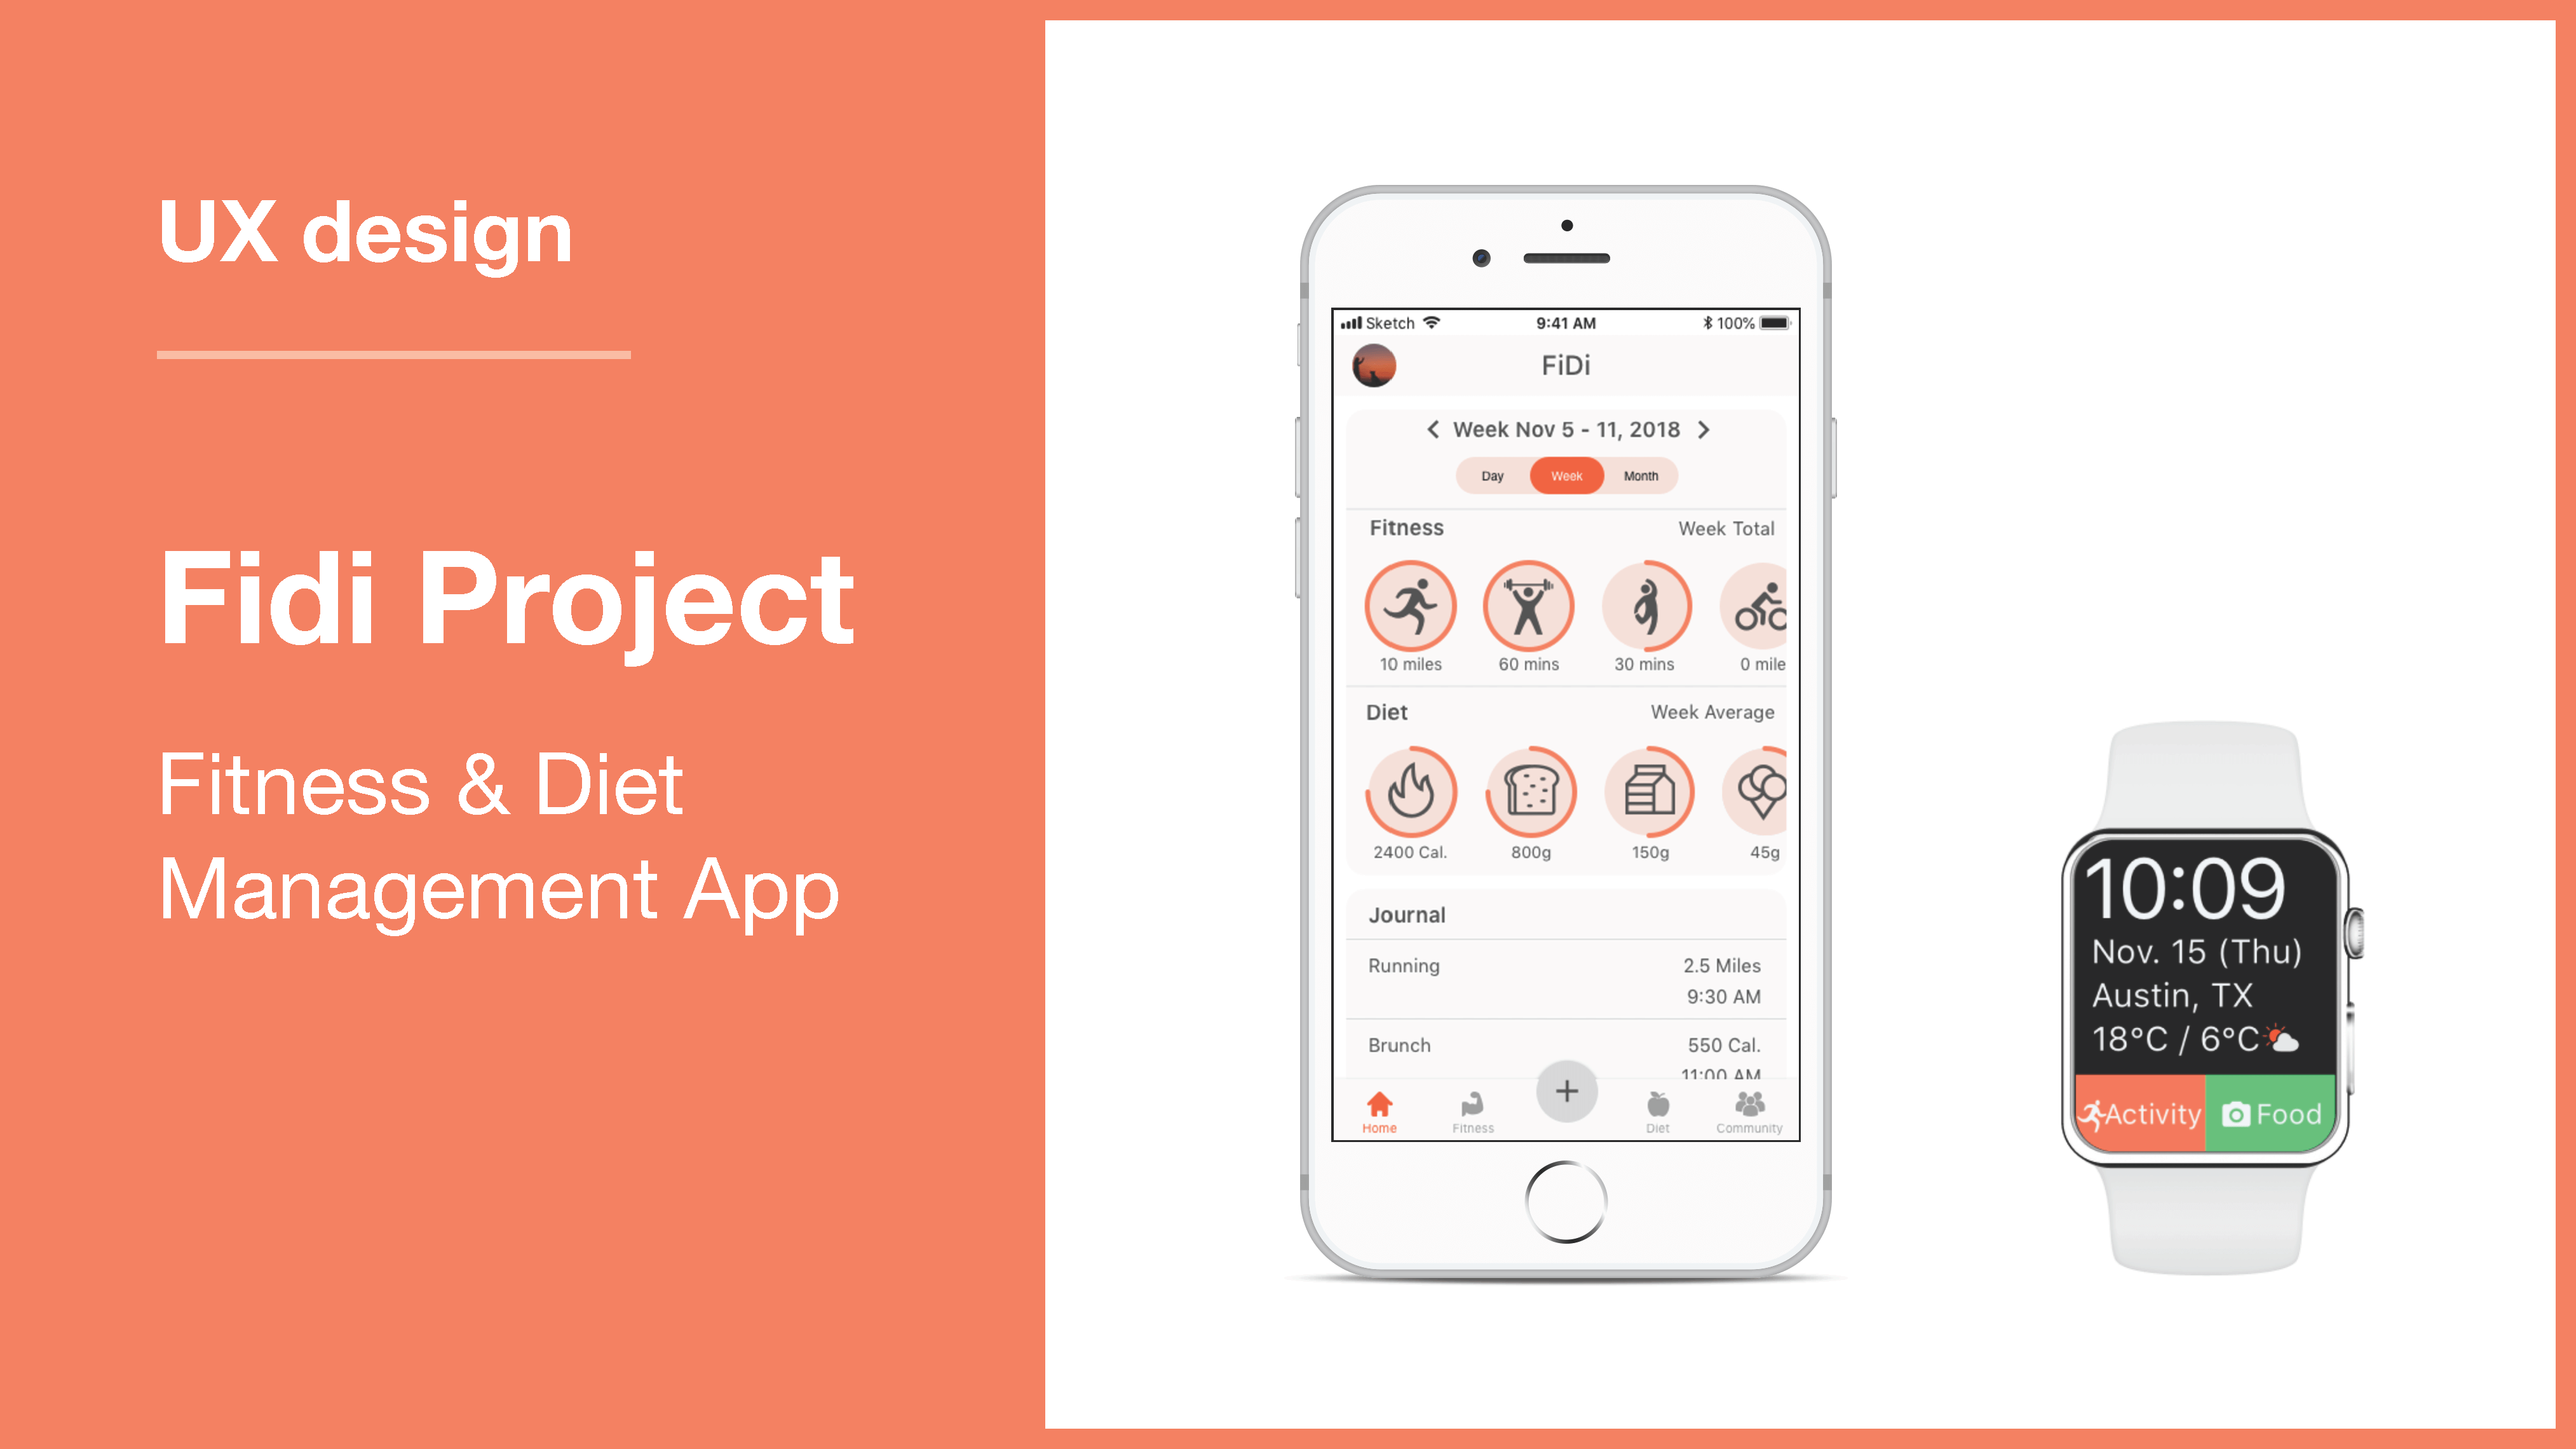 UX design
Fidi Project
Fitness & Diet
Management App
Sketch 9:41 AM 100%
FiDi
Week Nov 5 - 11, 2018
Day Week Month
Fitness Week Total
10 miles 60 mins 30 mins 0 mile
Diet Week Average
2400 Cal. 800g 150g 45g
Journal
Running 2.5 Miles
9:30 AM
Brunch 550 Cal.
11:00 AM
+
Home Fitness Diet Community
10:09
Nov. 15 (Thu)
Austin, TX
18°C / 6°C
Activity Food